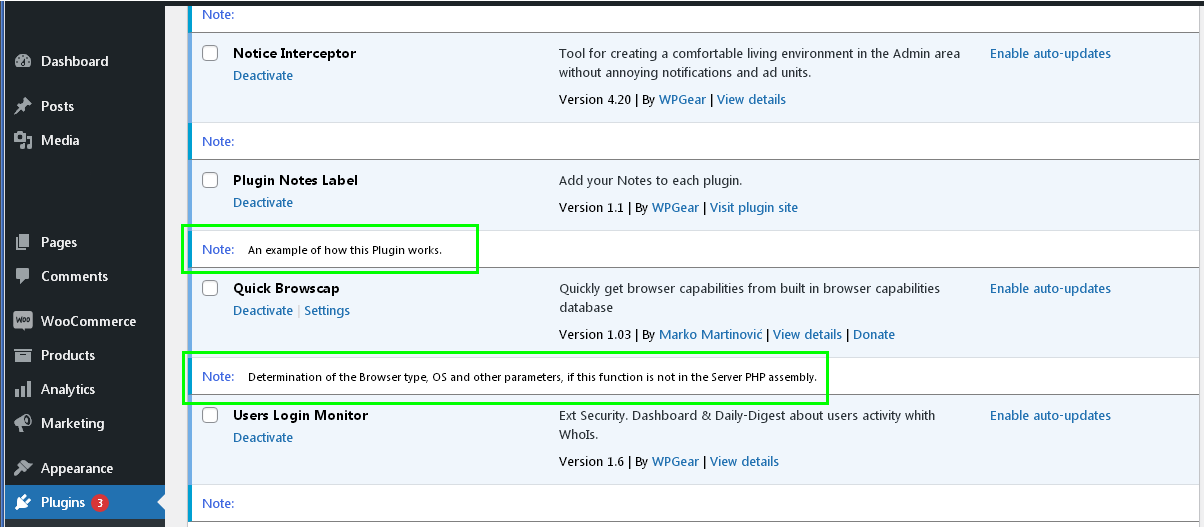 Dashboard
Posts
Media
Pages
Comments
WOO WooCommerce
Products
Analytics
Marketing
Appearance
Plugins 3
Note:
Notice Interceptor
Deactivate
Tool for creating a comfortable living environment in the Admin area
without annoying notifications and ad units.
Version 4.20 | By WPGear | View details
Enable auto-updates
Note:
Plugin Notes Label
Deactivate
Add your Notes to each plugin.
Version 1.1 | By WPGear | Visit plugin site
Note: An example of how this Plugin works.
Quick Browscap
Deactivate | Settings
Quickly get browser capabilities from built in browser capabilities
database
Version 1.03 | By Marko Martinović | View details | Donate
Enable auto-updates
Note: Determination of the Browser type, OS and other parameters, if this function is not in the Server PHP assembly.
Users Login Monitor
Deactivate
Ext Security. Dashboard & Daily-Digest about users activity whith
WhoIs.
Version 1.6 | By WPGear | View details
Enable auto-updates
Note: